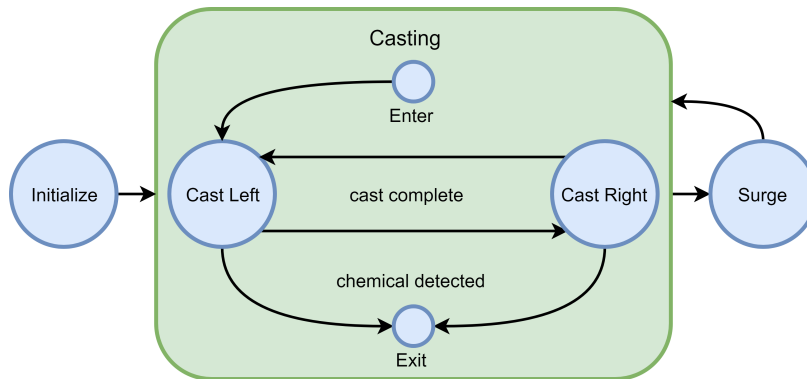 Casting
Enter
Initialize
Cast Left
cast complete
Cast Right
Surge
chemical detected
Exit